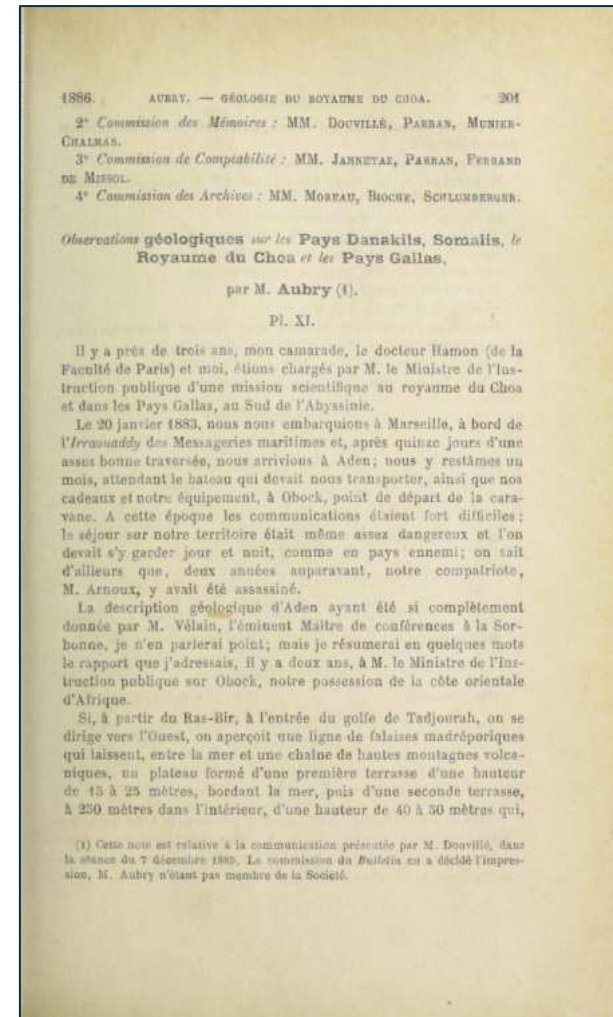 1886. AUBRY. — GÉOLOGIE DU ROYAUME DU CHOA. 201
2e Commission des Mémoires : MM. DOUVILLÉ, PARRAN, MUNIER-
CHALMAS.
3e Commission de Comptabilité : MM. JANNETAZ, PARRAN, FERRAND
DE MISSOL.
4e Commission des Archives : MM. MOREAU, BIOCHE, SCHLUMBERGER.
Observations géologiques sur les Pays Danakils, Somalis, le
Royaume du Choa et les Pays Gallas,
par M. Aubry (1).
Pl. XI.
Il y a près de trois ans, mon camarade, le docteur Hamon (de la
Faculté de Paris) et moi, étions chargés par M. le Ministre de l'Ins-
truction publique d'une mission scientifique au royaume du Choa
et dans les Pays Gallas, au Sud de l'Abyssinie.
Le 20 janvier 1883, nous nous embarquions à Marseille, à bord de
l'Irraouaddy des Messageries maritimes et, après quinze jours d'une
assez bonne traversée, nous arrivions à Aden; nous y restâmes un
mois, attendant le bateau qui devait nous transporter, ainsi que nos
cadeaux et notre équipement, à Obock, point de départ de la cara-
vane. A cette époque les communications étaient fort difficiles;
le séjour sur notre territoire était même assez dangereux et l'on
devait s'y garder jour et nuit, comme en pays ennemi; on sait
d'ailleurs que, deux années auparavant, notre compatriote,
M. Arnoux, y avait été assassiné.
La description géologique d'Aden ayant été si complètement
donnée par M. Vélain, l'éminent Maître de conférences à la Sor-
bonne, je n'en parlerai point; mais je résumerai en quelques mots
le rapport que j'adressais, il y a deux ans, à M. le Ministre de l'Ins-
truction publique sur Obock, notre possession de la côte orientale
d'Afrique.
Si, à partir du Ras-Bir, à l'entrée du golfe de Tadjourah, on se
dirige vers l'Ouest, on aperçoit une ligne de falaises madréporiques
qui laissent, entre la mer et une chaîne de hautes montagnes volca-
niques, un plateau formé d'une première terrasse d'une hauteur
de 15 à 25 mètres, bordant la mer, puis d'une seconde terrasse,
à 250 mètres dans l'intérieur, d'une hauteur de 40 à 50 mètres qui,
(1) Cette note est relative à la communication présentée par M. Douvillé, dans
la séance du 7 décembre 1885. La commission du Bulletin en a décidé l'impres-
sion, M. Aubry n'étant pas membre de la Société.